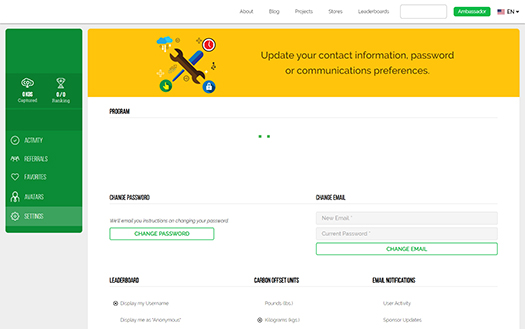 About Blog Projects Stores Leaderboards Ambassador EN
Update your contact information, password
or communications preferences.
0 KGS 0 / 0
Captured Ranking
PROGRAM
ACTIVITY
REFERRALS
FAVORITES
AVATARS
SETTINGS
CHANGE PASSWORD CHANGE EMAIL
We'll email you instructions on changing your password.
New Email *
CHANGE PASSWORD
Current Password *
CHANGE EMAIL
LEADERBOARD CARBON OFFSET UNITS EMAIL NOTIFICATIONS
Display my Username Pounds (lbs.) User Activity
Display me as "Anonymous" Kilograms (kgs.) Sponsor Updates